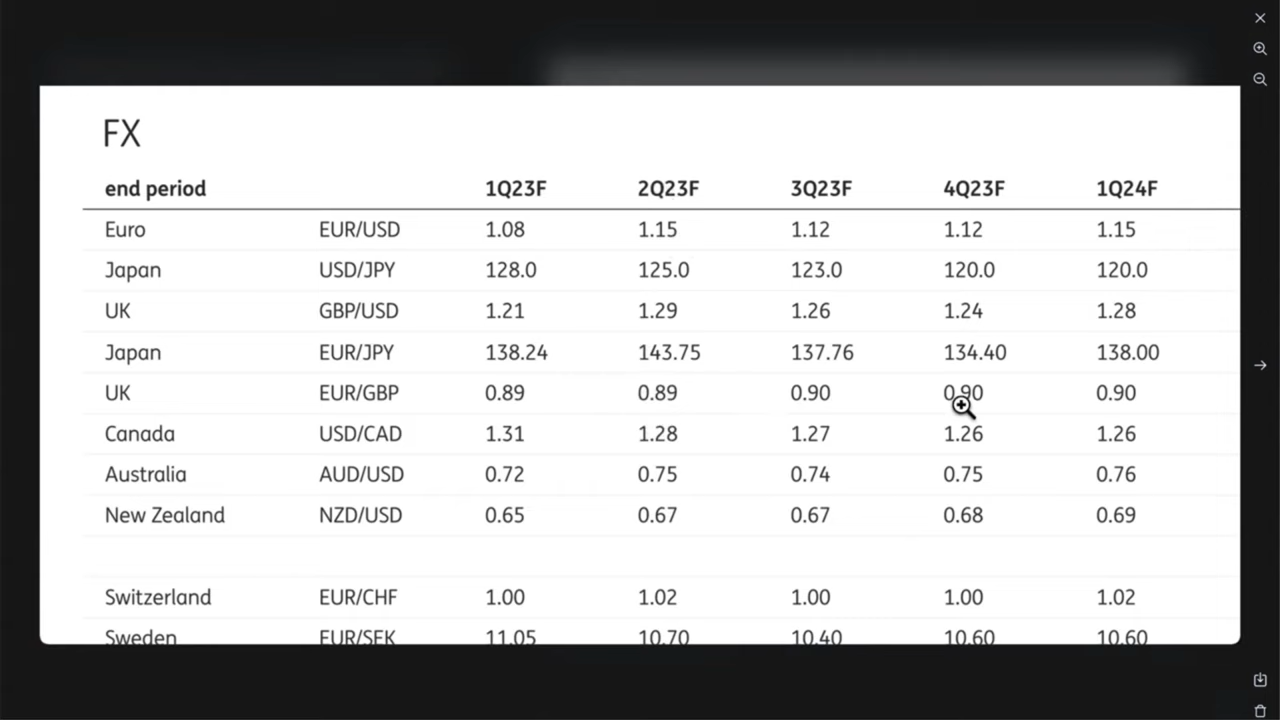 FX
end period 1Q23F 2Q23F 3Q23F 4Q23F 1Q24F
Euro EUR/USD 1.08 1.15 1.12 1.12 1.15
Japan USD/JPY 128.0 125.0 123.0 120.0 120.0
UK GBP/USD 1.21 1.29 1.26 1.24 1.28
Japan EUR/JPY 138.24 143.75 137.76 134.40 138.00
UK EUR/GBP 0.89 0.89 0.90 0.90 0.90
Canada USD/CAD 1.31 1.28 1.27 1.26 1.26
Australia AUD/USD 0.72 0.75 0.74 0.75 0.76
New Zealand NZD/USD 0.65 0.67 0.67 0.68 0.69
Switzerland EUR/CHF 1.00 1.02 1.00 1.00 1.02
Sweden EUR/SEK 11.05 10.70 10.40 10.60 10.60